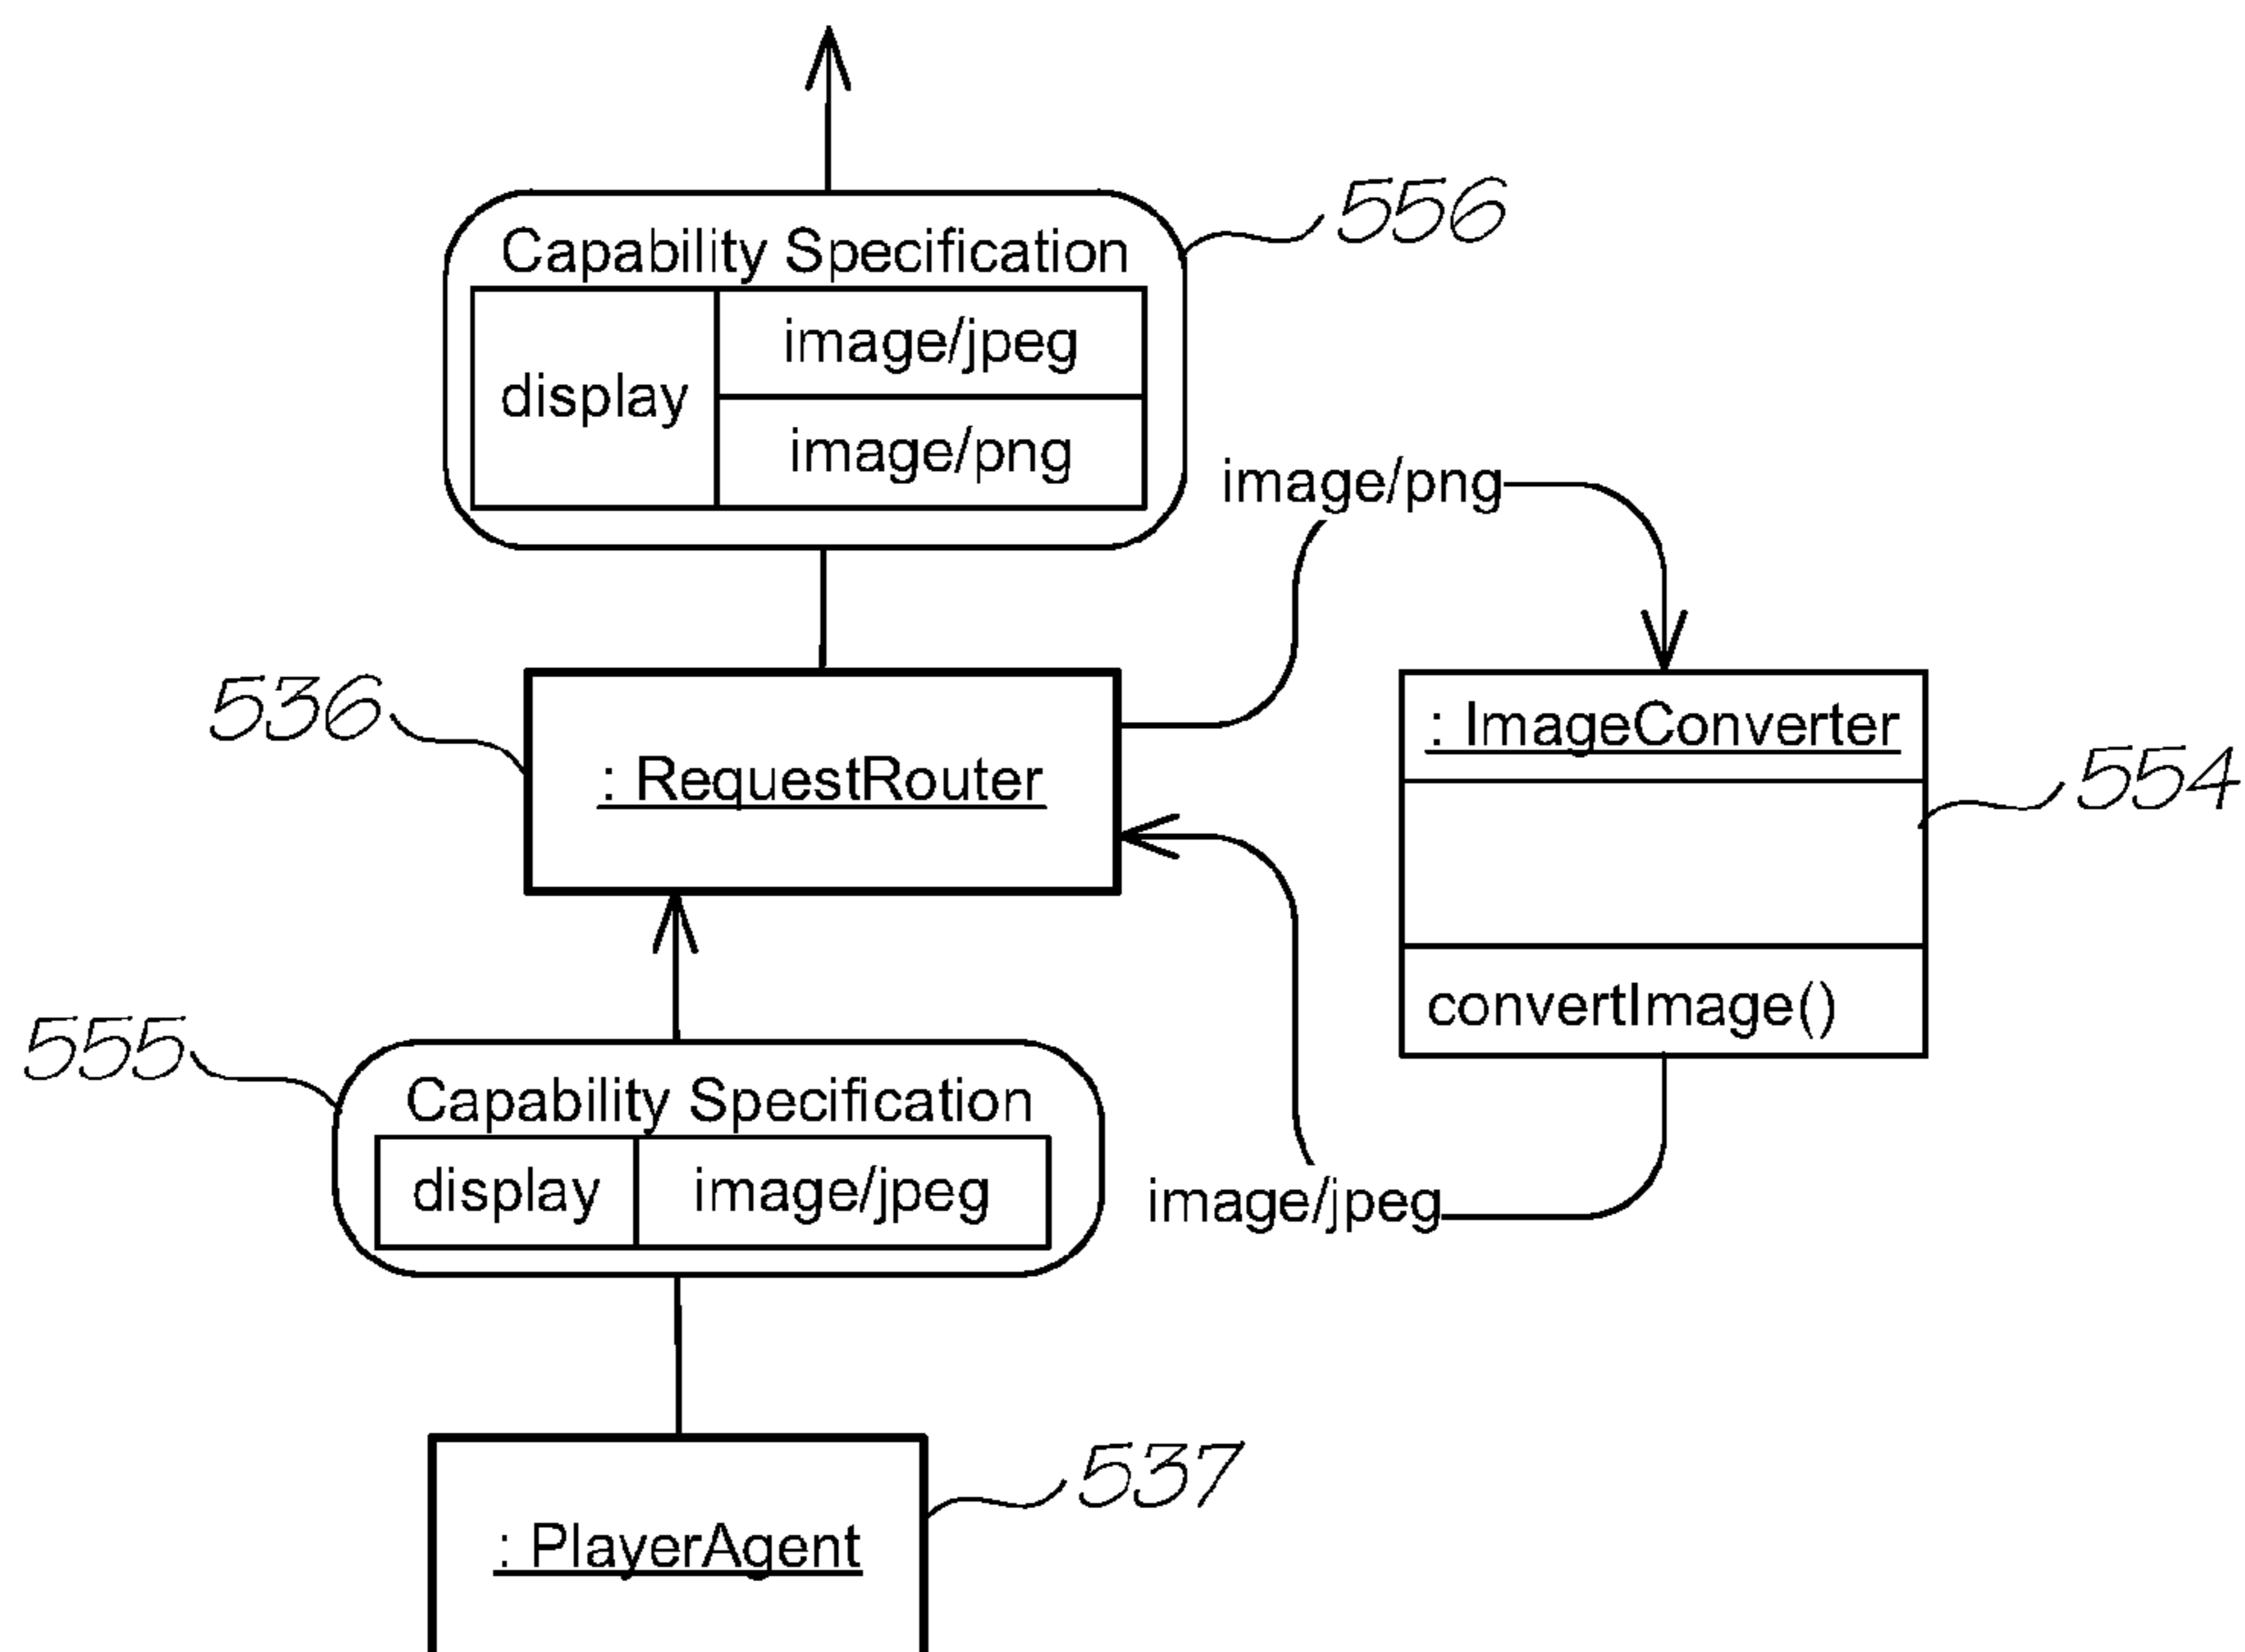 556
Capability Specification
display
image/jpeg
image/png
image/png
536
: RequestRouter
: ImageConverter
554
convertImage()
555
Capability Specification
display
image/jpeg
image/jpeg
537
: PlayerAgent